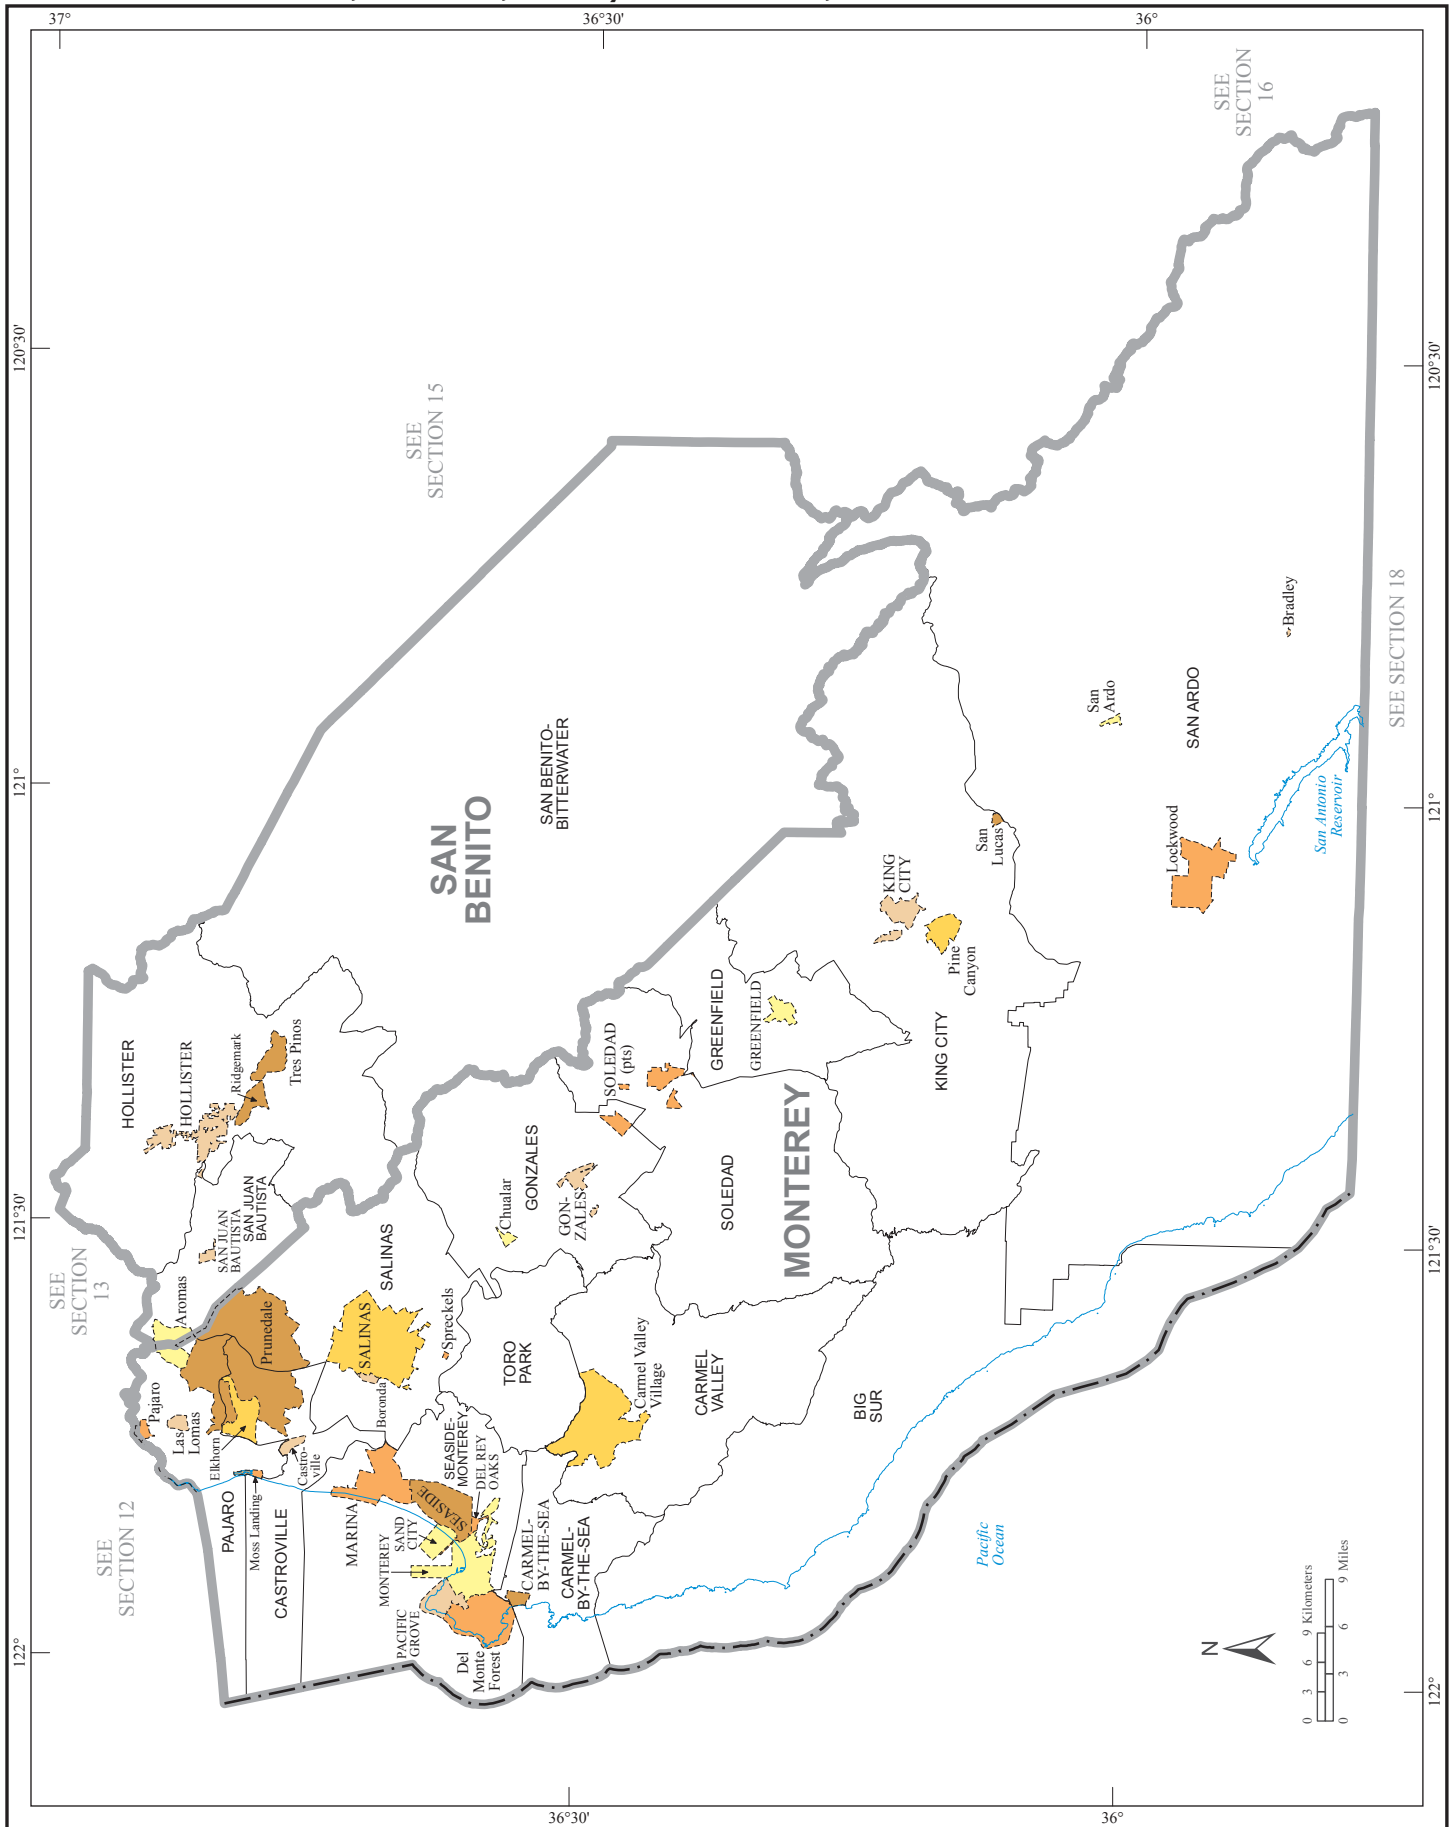 37°
36°30'
36°
SEE
SECTION
16
120°30'
120°30'
SEE
SECTION 15
SEE SECTION 18
Bradley
San
Ardo
SAN ARDO
San Antonio
Reservoir
Lockwood
121°
121°
SAN BENITO-
BITTERWATER
SAN
BENITO
San
Lucas
KING
CITY
Pine
Canyon
KING CITY
GREENFIELD
GREENFIELD
SOLEDAD
(pts)
SOLEDAD
MONTEREY
HOLLISTER
HOLLISTER
Ridgemark
Tres Pinos
SAN JUAN
BAUTISTA
SAN JUAN
BAUTISTA
GONZALES
Chualar
GON-
ZALES
121°30'
121°30'
SEE
SECTION
13
Aromas
Prunedale
SALINAS
SALINAS
Spreckels
Boronda
TORO
PARK
Carmel Valley
Village
CARMEL
VALLEY
BIG
SUR
Pajaro
Las
Lomas
Elkhorn
Castro-
ville
Moss Landing
PAJARO
CASTROVILLE
SEE
SECTION 12
MARINA
SEASIDE-
MONTEREY
DEL REY
OAKS
SEASIDE
SAND
CITY
MONTEREY
PACIFIC
GROVE
Del
Monte
Forest
CARMEL-
BY-THE-SEA
CARMEL-
BY-THE-SEA
Pacific
Ocean
122°
122°
N
0 3 6 9 Kilometers
0 3 6 9 Miles
36°30'
36°